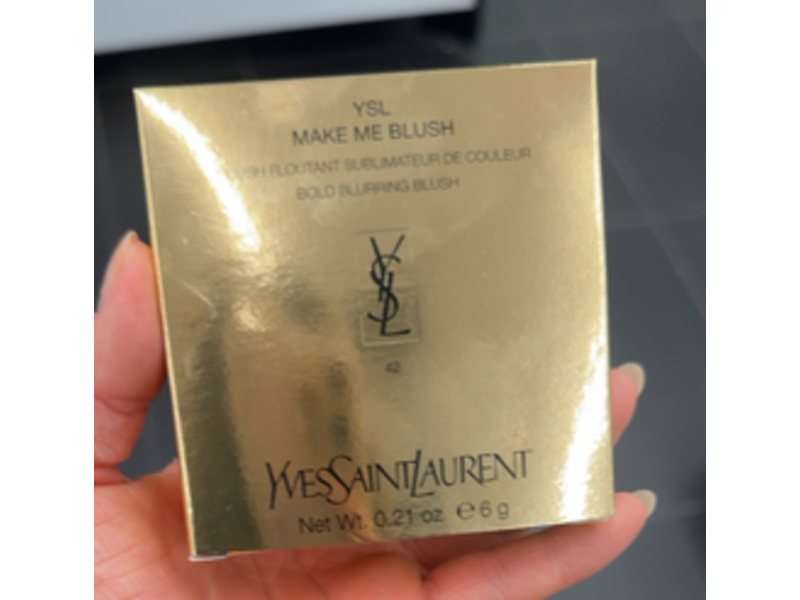 YSL
MAKE ME BLUSH
FLOUTANT SUBLIMATEUR DE COULEUR
BOLD BLURRING BLUSH
YSL
42
YVESSAINTLAURENT
Net Wt. 0.21 oz ℮ 6 g